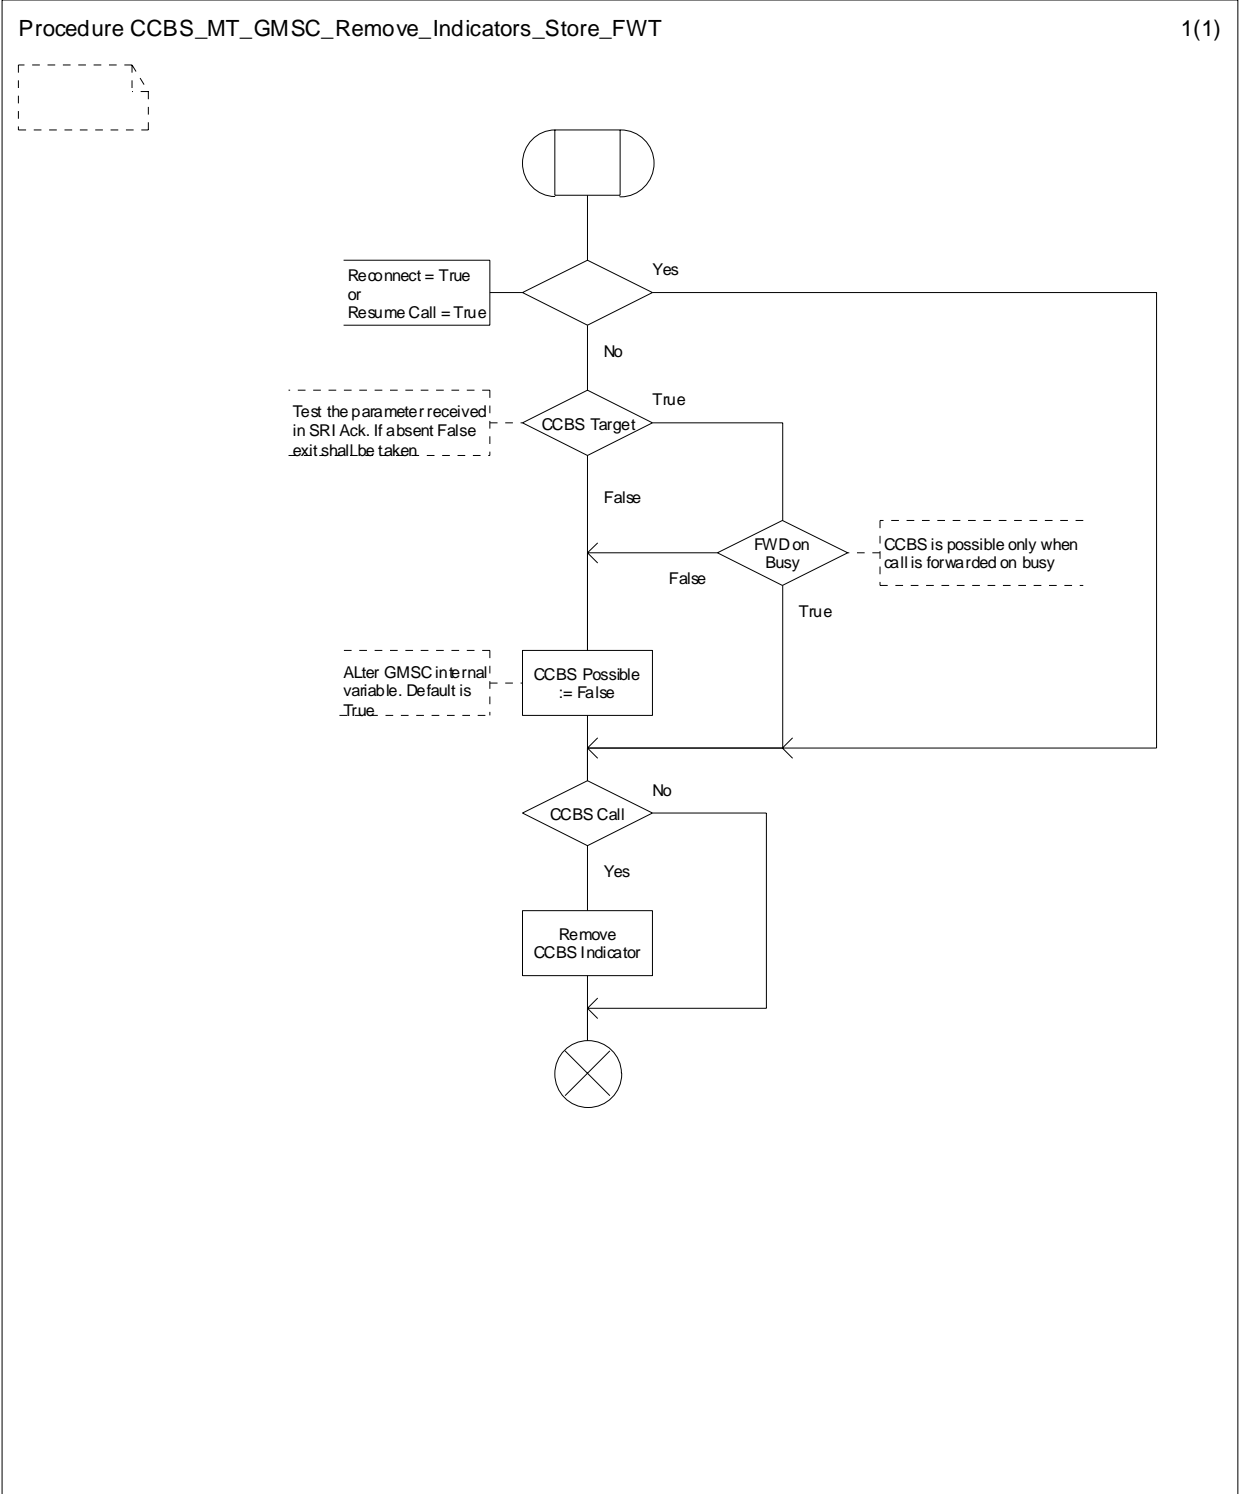 Procedure CCBS_MT_GMSC_Remove_Indicators_Store_FWT
1(1)
Reconnect = True
or
Resume Call = True
Yes
No
Test the parameter received
in SRI Ack. If absent False
exit shall be taken
CCBS Target
True
False
FWD on
Busy
CCBS is possible only when
call is forwarded on busy
False
True
ALter GMSC internal
variable. Default is
True
CCBS Possible
:= False
CCBS Call
No
Yes
Remove
CCBS Indicator